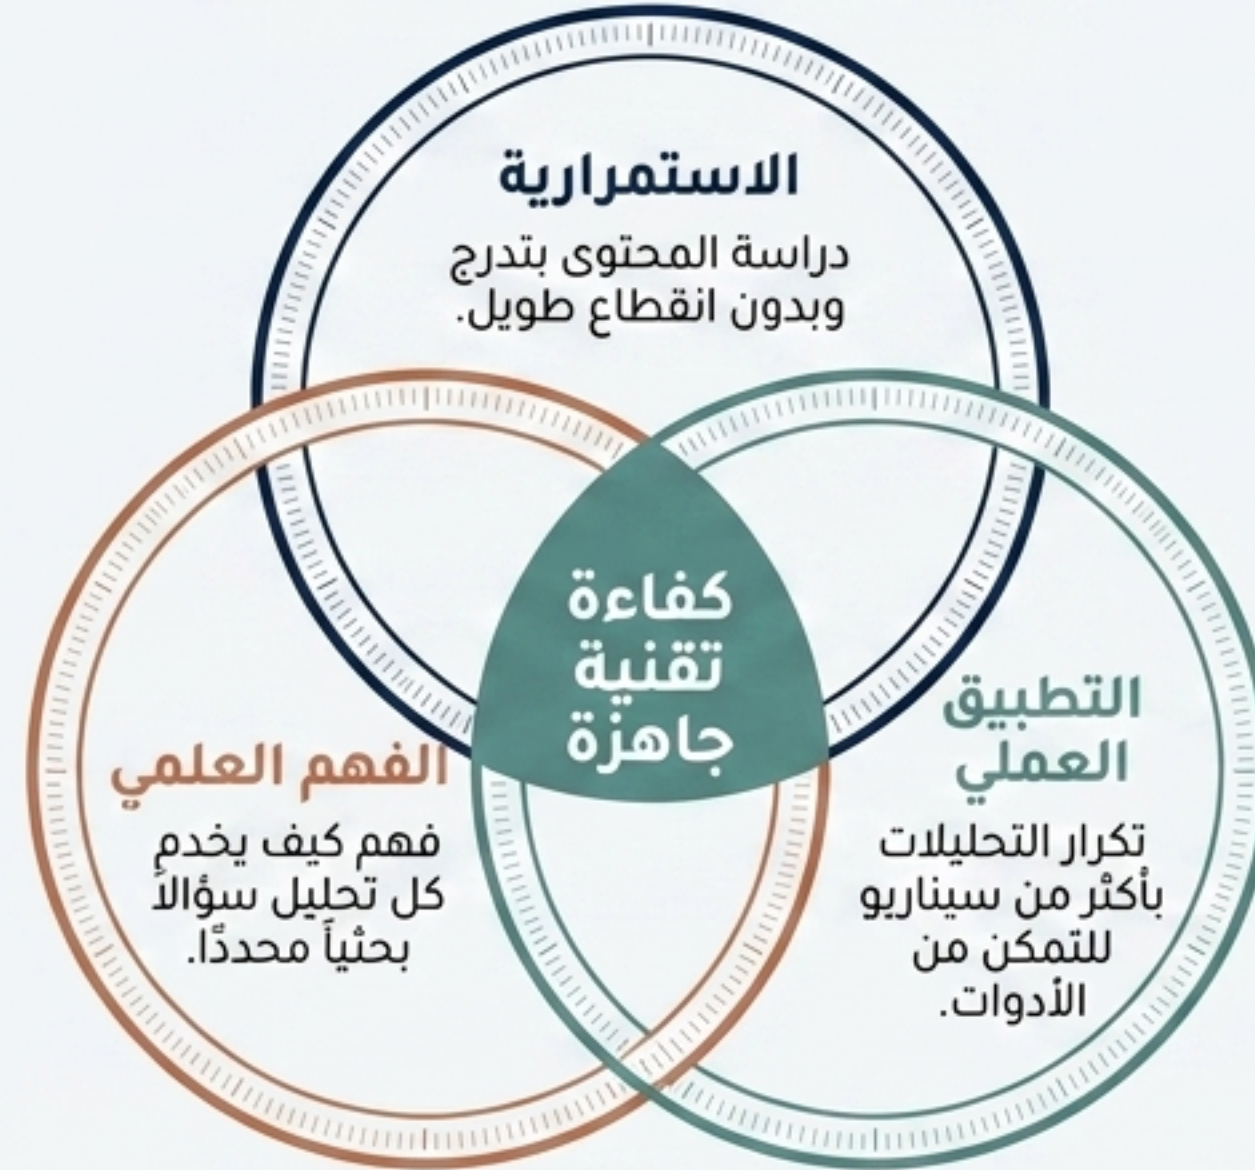 الاستمرارية
دراسة المحتوى بتدرج
وبدون انقطاع طويل.
كفاءة
تقنية
جاهزة
التطبيق
العملي
تكرار التحليلات
بأكثر من سيناريو
للتمكن من
الأدوات.
الفهم العلمي
فهم كيف يخدم
كل تحليل سؤالاً
بحثياً محددًا.